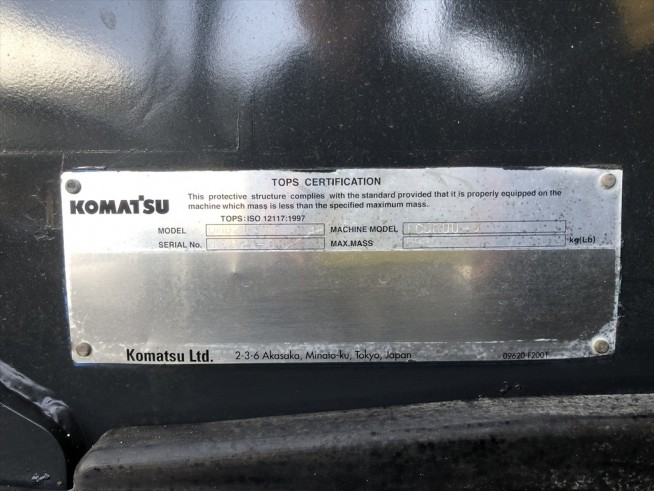 TOPS CERTIFICATION
KOMATSU
This protective structure complies with the standard provided that it is properly equipped on the
machine which mass is less than the specified maximum mass.
TOPS:ISO 12117:1997
MODEL MACHINE MODEL
SERIAL No. MAX.MASS kg(Lb)
Komatsu Ltd. 2-3-6 Akasaka, Minato-ku, Tokyo, Japan 09620-F2001